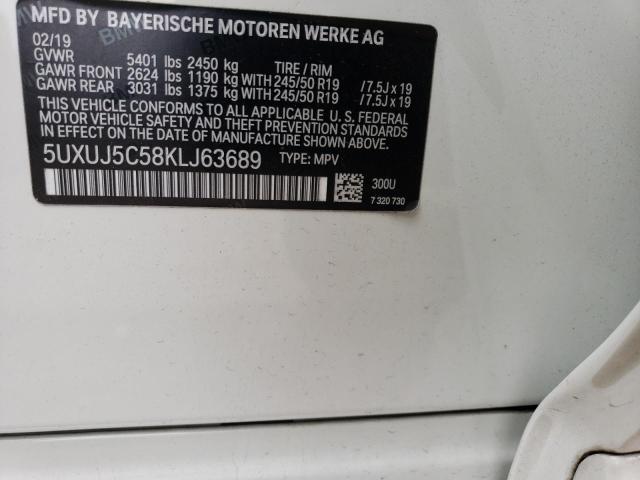 MFD BY BAYERISCHE MOTOREN WERKE AG
02/19
GVWR 5401 lbs 2450 kg TIRE / RIM
GAWR FRONT 2624 lbs 1190 kg WITH 245/50 R19 / 7.5J x 19
GAWR REAR 3031 lbs 1375 kg WITH 245/50 R19 / 7.5J x 19
THIS VEHICLE CONFORMS TO ALL APPLICABLE U. S. FEDERAL
MOTOR VEHICLE SAFETY, BUMPER, AND THEFT PREVENTION
STANDARDS IN EFFECT ON THE DATE OF MANUFACTURE
SHOWN ABOVE.
5UXUJ5C58KLJ63689 TYPE: MPV
300U
7 320 730